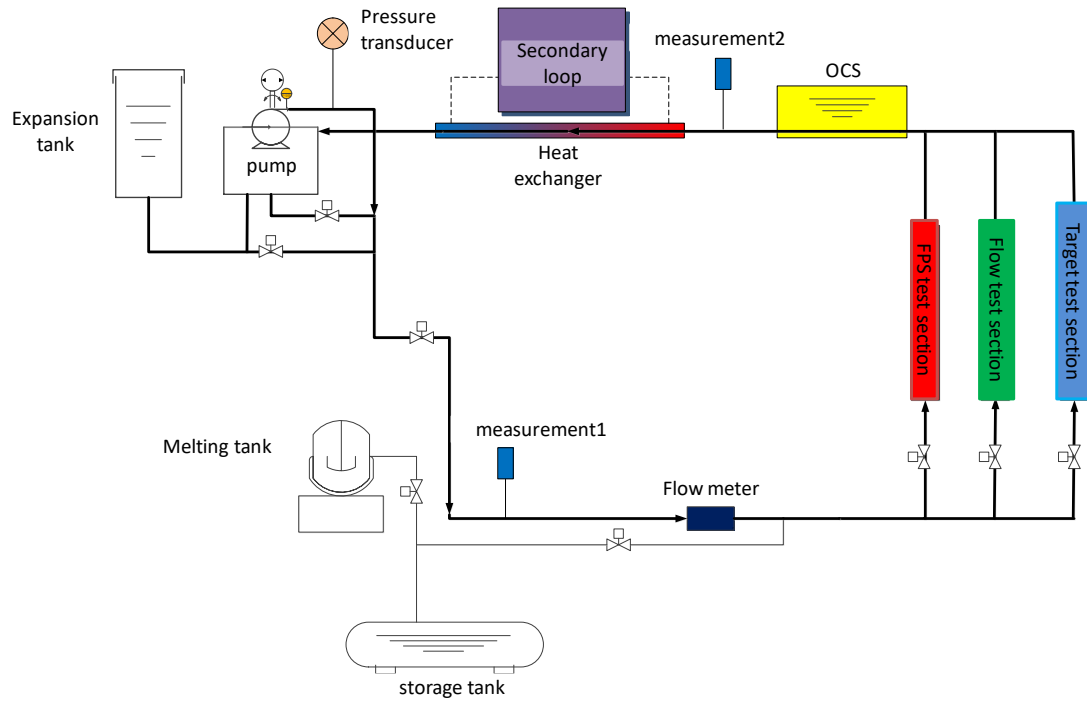 Pressure
transducer
Secondary
loop
measurement2
OCS
Expansion
tank
pump
Heat
exchanger
FPS test section
Flow test section
Target test section
Melting tank
measurement1
Flow meter
storage tank